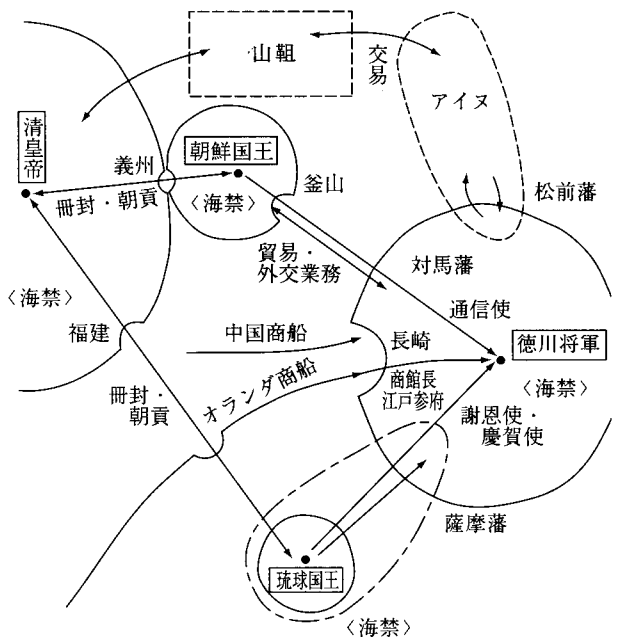 山靼
交易
アイヌ
清皇帝
朝鮮国王
義州
釜山
〈海禁〉
冊封・朝貢
松前藩
貿易・
外交業務
対馬藩
通信使
〈海禁〉
福建
中国商船
長崎
徳川将軍
オランダ商船
商館長
江戸参府
〈海禁〉
冊封・
朝貢
謝恩使・
慶賀使
薩摩藩
琉球国王
〈海禁〉